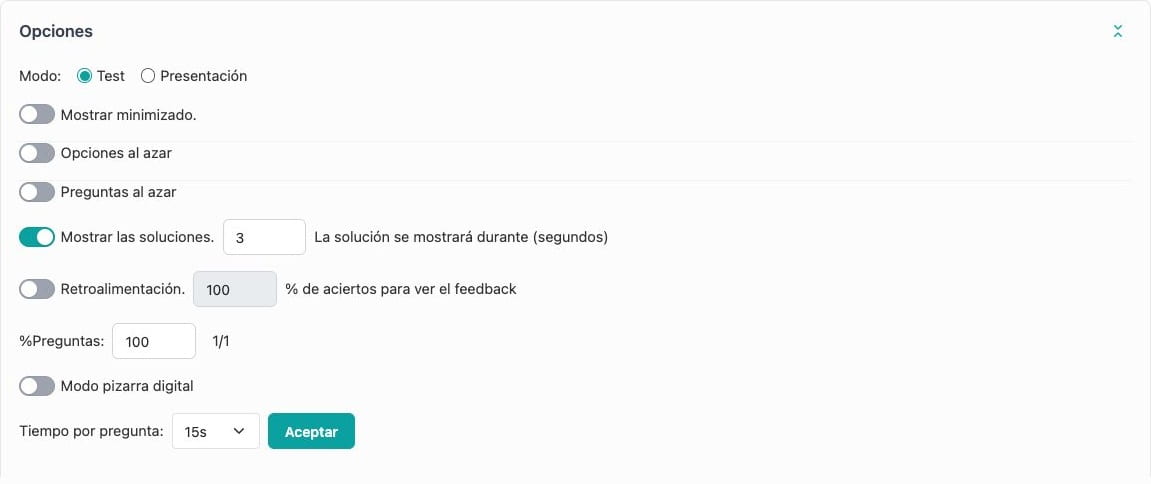 Opciones
Modo: Test Presentación
Mostrar minimizado.
Opciones al azar
Preguntas al azar
Mostrar las soluciones. 3 La solución se mostrará durante (segundos)
Retroalimentación. 100 % de aciertos para ver el feedback
%Preguntas: 100 1/1
Modo pizarra digital
Tiempo por pregunta: 15s Aceptar